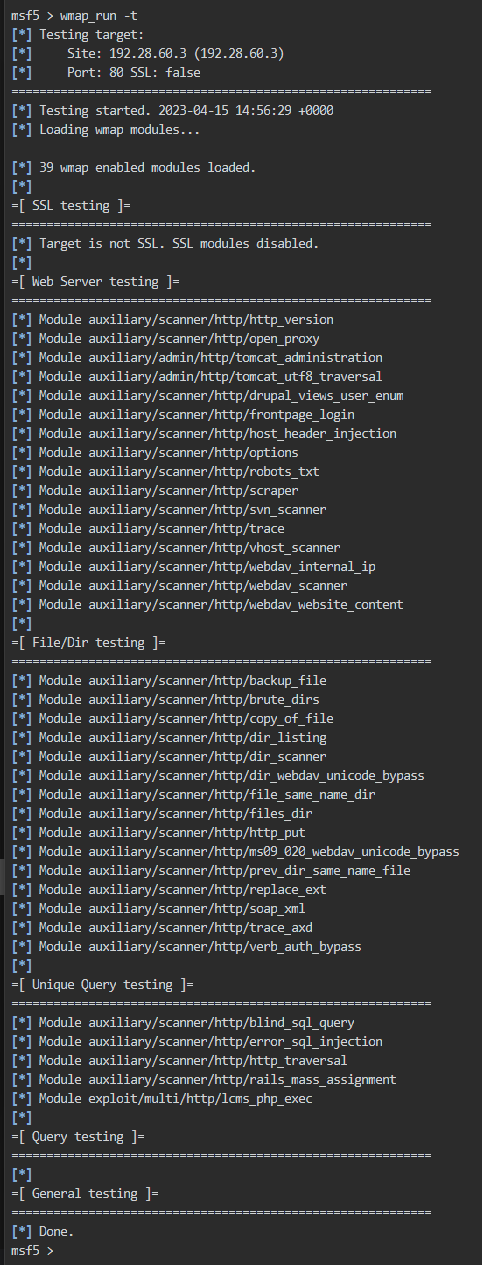 msf5 > wmap_run -t
[*] Testing target:
[*]     Site: 192.28.60.3 (192.28.60.3)
[*]     Port: 80 SSL: false
============================================================
[*] Testing started. 2023-04-15 14:56:29 +0000
[*] Loading wmap modules...
[*] 39 wmap enabled modules loaded.
[*]
=[ SSL testing ]=
============================================================
[*] Target is not SSL. SSL modules disabled.
[*]
=[ Web Server testing ]=
============================================================
[*] Module auxiliary/scanner/http/http_version
[*] Module auxiliary/scanner/http/open_proxy
[*] Module auxiliary/admin/http/tomcat_administration
[*] Module auxiliary/admin/http/tomcat_utf8_traversal
[*] Module auxiliary/scanner/http/drupal_views_user_enum
[*] Module auxiliary/scanner/http/frontpage_login
[*] Module auxiliary/scanner/http/host_header_injection
[*] Module auxiliary/scanner/http/options
[*] Module auxiliary/scanner/http/robots_txt
[*] Module auxiliary/scanner/http/scraper
[*] Module auxiliary/scanner/http/svn_scanner
[*] Module auxiliary/scanner/http/trace
[*] Module auxiliary/scanner/http/vhost_scanner
[*] Module auxiliary/scanner/http/webdav_internal_ip
[*] Module auxiliary/scanner/http/webdav_scanner
[*] Module auxiliary/scanner/http/webdav_website_content
[*]
=[ File/Dir testing ]=
============================================================
[*] Module auxiliary/scanner/http/backup_file
[*] Module auxiliary/scanner/http/brute_dirs
[*] Module auxiliary/scanner/http/copy_of_file
[*] Module auxiliary/scanner/http/dir_listing
[*] Module auxiliary/scanner/http/dir_scanner
[*] Module auxiliary/scanner/http/dir_webdav_unicode_bypass
[*] Module auxiliary/scanner/http/file_same_name_dir
[*] Module auxiliary/scanner/http/files_dir
[*] Module auxiliary/scanner/http/http_put
[*] Module auxiliary/scanner/http/ms09_020_webdav_unicode_bypass
[*] Module auxiliary/scanner/http/prev_dir_same_name_file
[*] Module auxiliary/scanner/http/replace_ext
[*] Module auxiliary/scanner/http/soap_xml
[*] Module auxiliary/scanner/http/trace_axd
[*] Module auxiliary/scanner/http/verb_auth_bypass
[*]
=[ Unique Query testing ]=
============================================================
[*] Module auxiliary/scanner/http/blind_sql_query
[*] Module auxiliary/scanner/http/error_sql_injection
[*] Module auxiliary/scanner/http/http_traversal
[*] Module auxiliary/scanner/http/rails_mass_assignment
[*] Module exploit/multi/http/lcms_php_exec
[*]
=[ Query testing ]=
============================================================
[*]
=[ General testing ]=
============================================================
[*] Done.
msf5 >